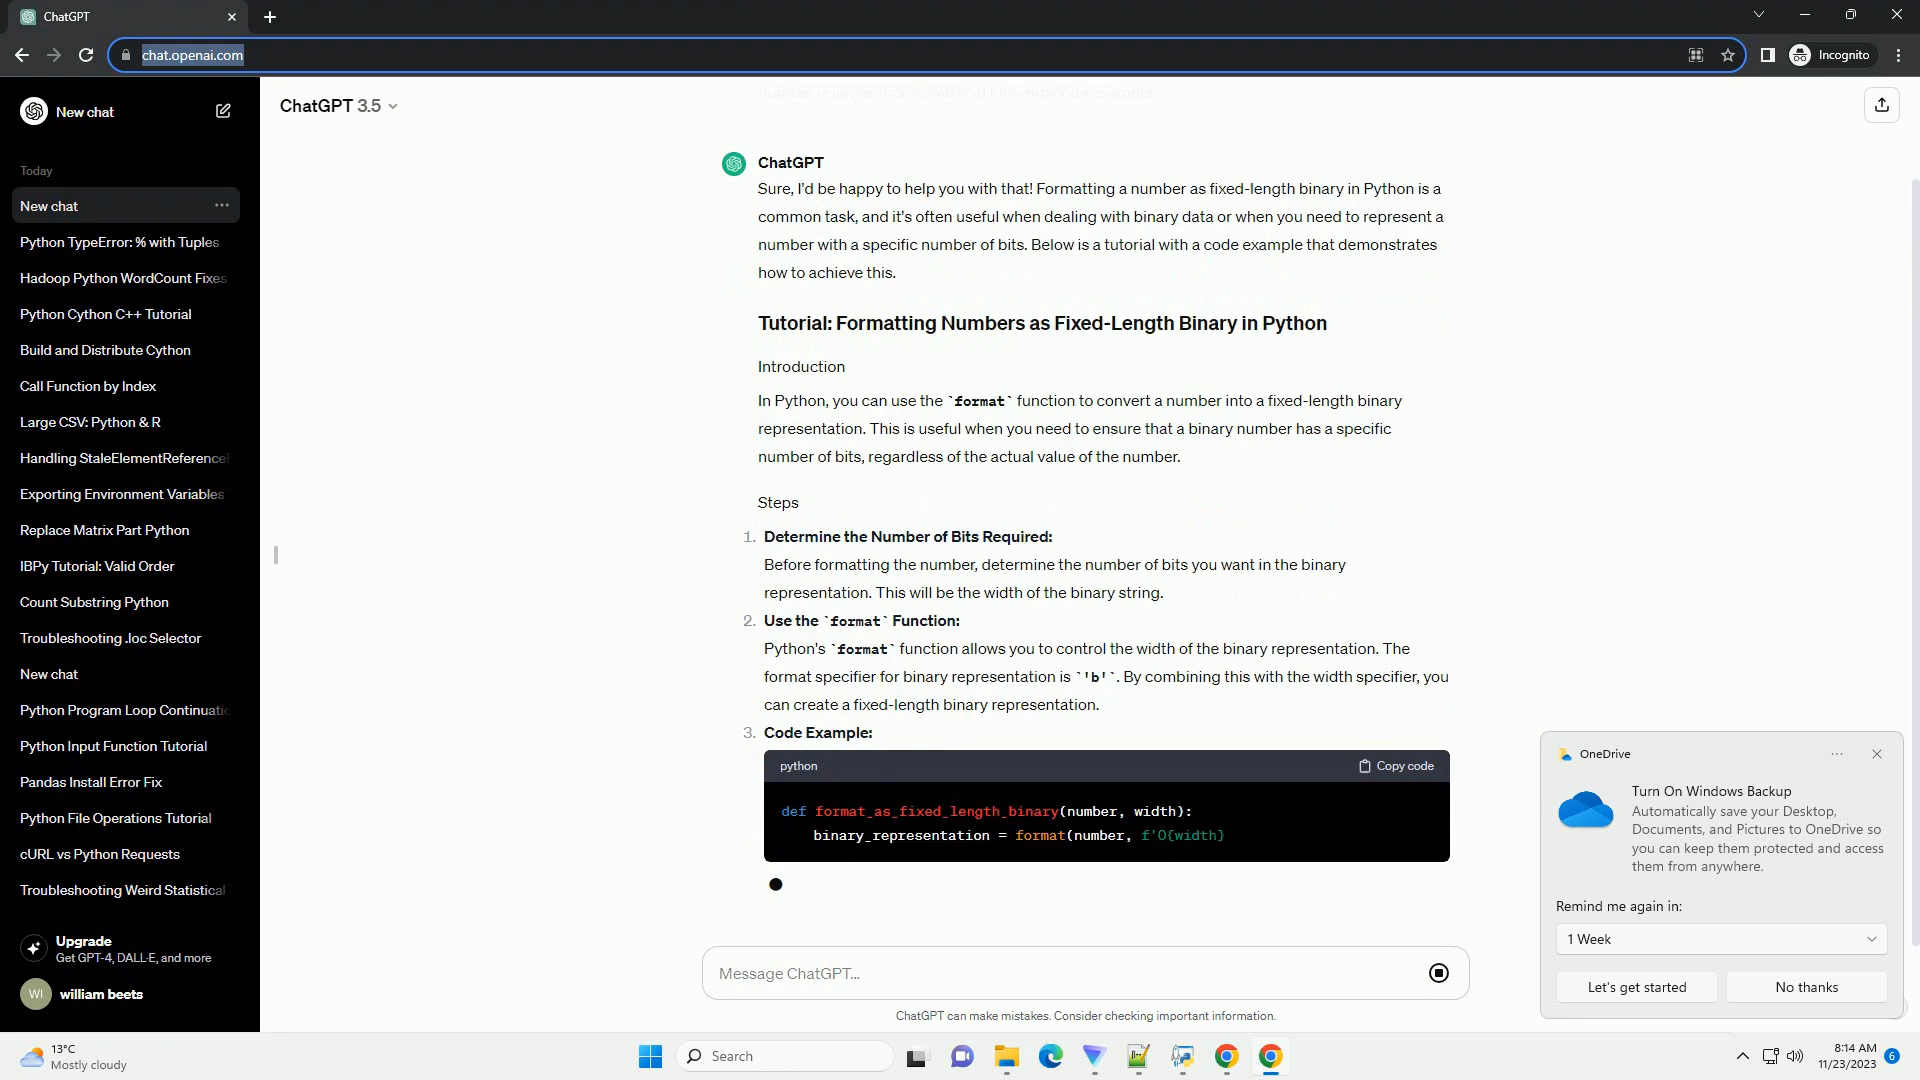 ChatGPT
chat.openai.com
Incognito
New chat
Today
New chat
Python TypeError: % with Tuples
Hadoop Python WordCount Fixes
Python Cython C++ Tutorial
Build and Distribute Cython
Call Function by Index
Large CSV: Python & R
Handling StaleElementReference
Exporting Environment Variables
Replace Matrix Part Python
IBPy Tutorial: Valid Order
Count Substring Python
Troubleshooting .loc Selector
New chat
Python Program Loop Continuatio
Python Input Function Tutorial
Pandas Install Error Fix
Python File Operations Tutorial
cURL vs Python Requests
Troubleshooting Weird Statistical
Upgrade
Get GPT-4, DALL·E, and more
WI
william beets
ChatGPT 3.5
ChatGPT
Sure, I'd be happy to help you with that! Formatting a number as fixed-length binary in Python is a
common task, and it's often useful when dealing with binary data or when you need to represent a
number with a specific number of bits. Below is a tutorial with a code example that demonstrates
how to achieve this.
Tutorial: Formatting Numbers as Fixed-Length Binary in Python
Introduction
In Python, you can use the `format` function to convert a number into a fixed-length binary
representation. This is useful when you need to ensure that a binary number has a specific
number of bits, regardless of the actual value of the number.
Steps
1. Determine the Number of Bits Required:
Before formatting the number, determine the number of bits you want in the binary
representation. This will be the width of the binary string.
2. Use the `format` Function:
Python's `format` function allows you to control the width of the binary representation. The
format specifier for binary representation is `'b'`. By combining this with the width specifier, you
can create a fixed-length binary representation.
3. Code Example:
python
Copy code
def format_as_fixed_length_binary(number, width):
binary_representation = format(number, f'0{width}
Message ChatGPT...
ChatGPT can make mistakes. Consider checking important information.
OneDrive
Turn On Windows Backup
Automatically save your Desktop,
Documents, and Pictures to OneDrive so
you can keep them protected and access
them from anywhere.
Remind me again in:
1 Week
Let's get started
No thanks
13°C
Mostly cloudy
Search
8:14 AM
11/23/2023
6